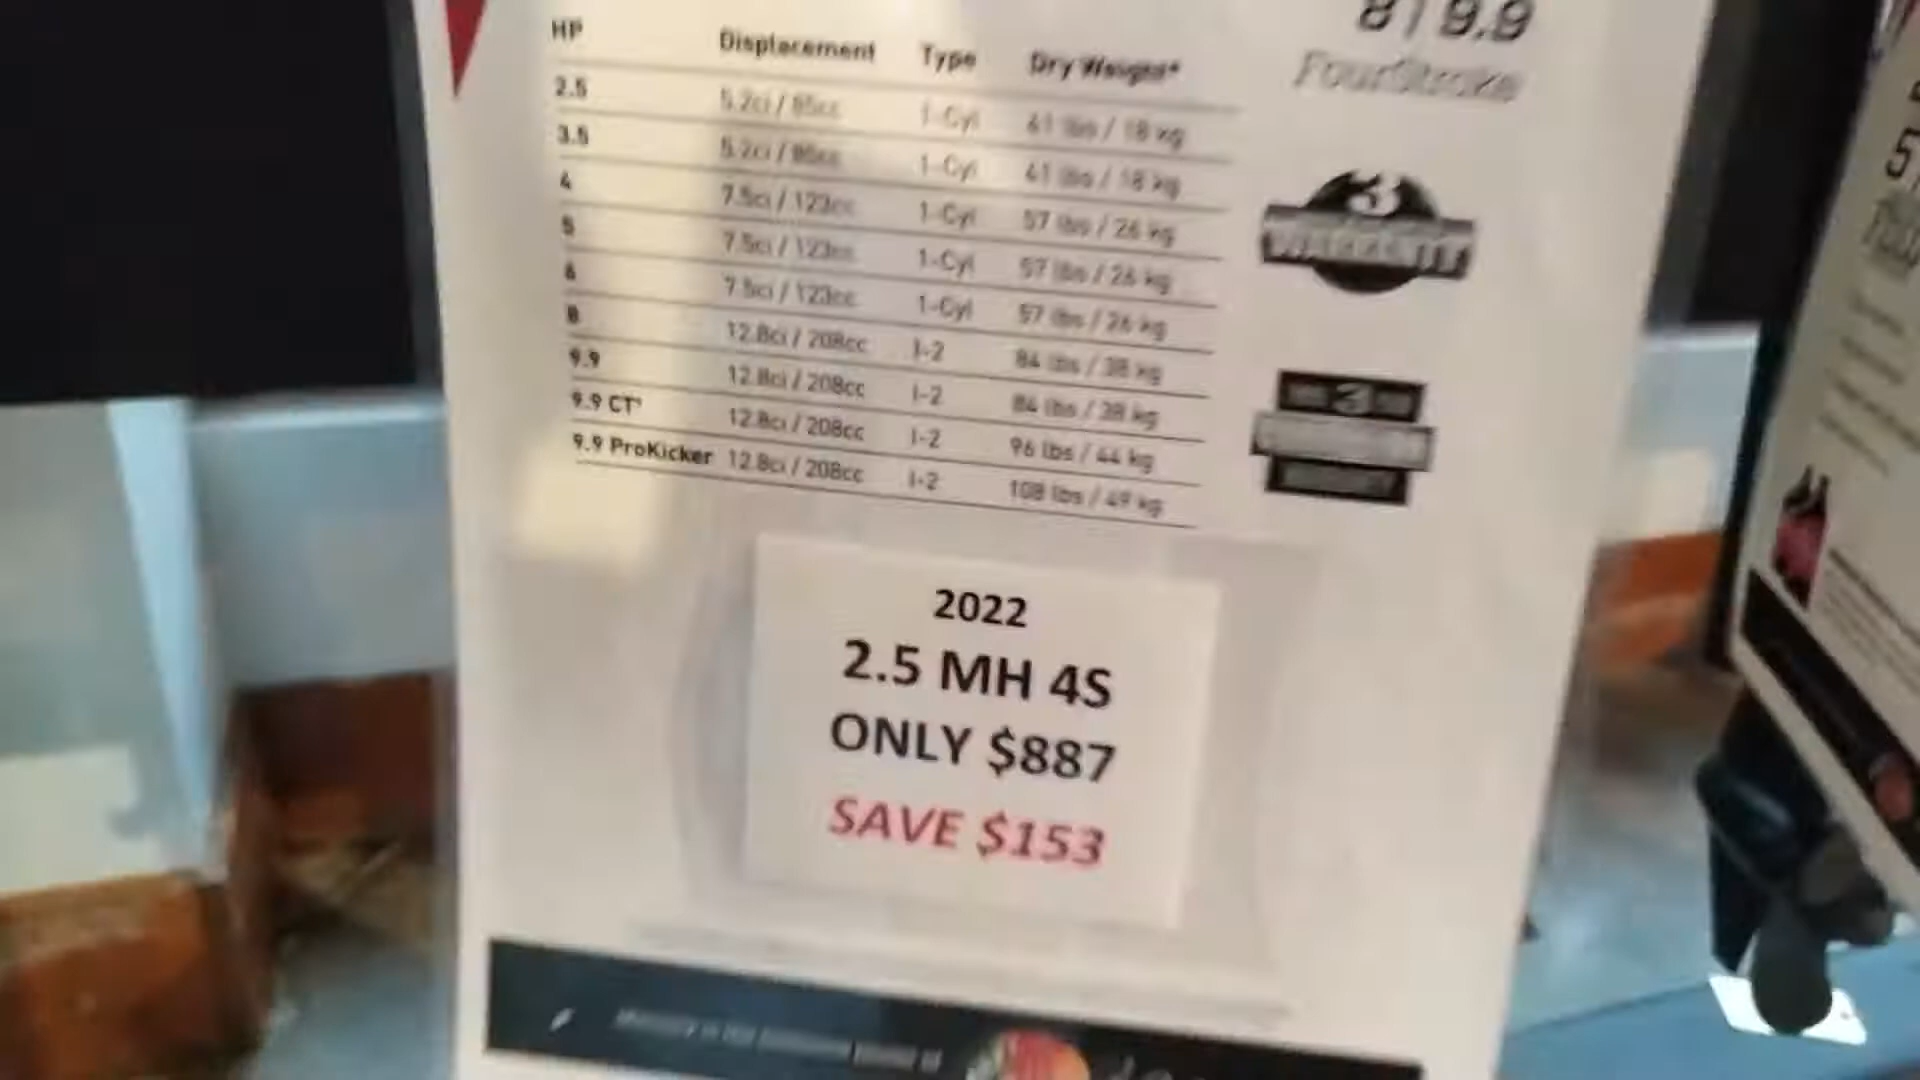 8 / 9.9
FourStroke
HP Displacement Type Dry Weight*
2.5 5.2ci / 85cc 1-Cyl 41 lbs / 18 kg
3.5 5.2ci / 85cc 1-Cyl 41 lbs / 18 kg
4 7.5ci / 123cc 1-Cyl 57 lbs / 26 kg
5 7.5ci / 123cc 1-Cyl 57 lbs / 26 kg
6 7.5ci / 123cc 1-Cyl 57 lbs / 26 kg
8 12.8ci / 208cc I-2 84 lbs / 38 kg
9.9 12.8ci / 208cc I-2 84 lbs / 38 kg
9.9 CT† 12.8ci / 208cc I-2 96 lbs / 44 kg
9.9 ProKicker 12.8ci / 208cc I-2 108 lbs / 49 kg
3
WARRANTY
3
2022
2.5 MH 4S
ONLY $887
SAVE $153